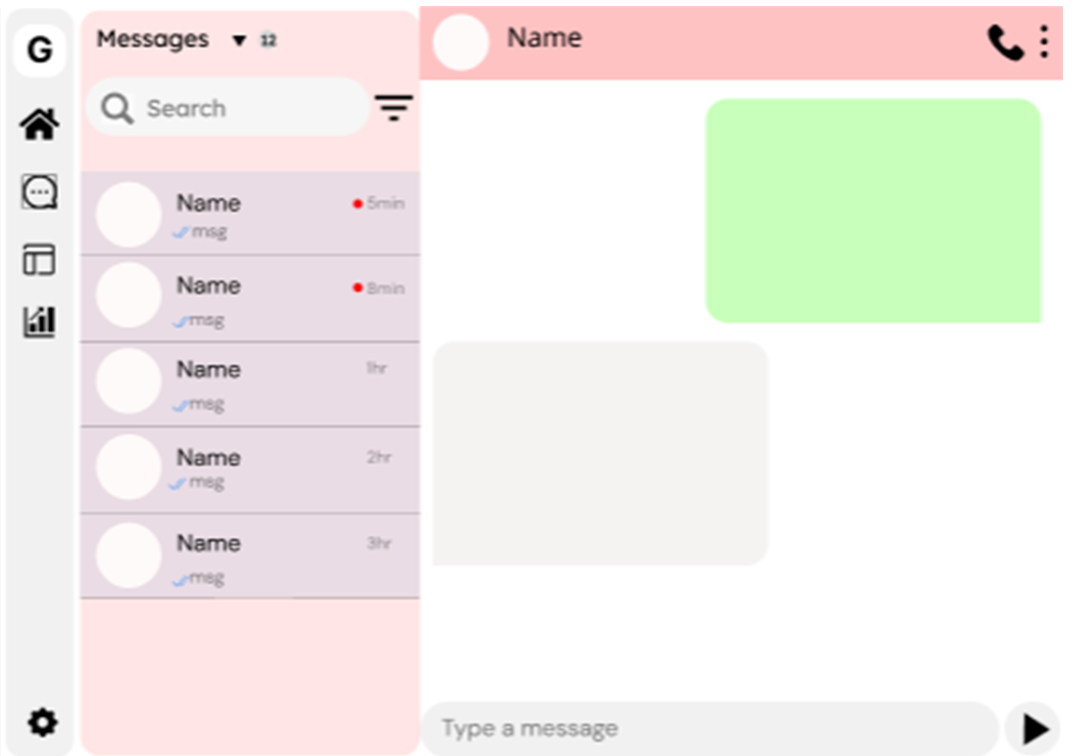 G
Messages ▼ 12
Search
Name
5min
msg
Name
8min
msg
Name
1hr
msg
Name
2hr
msg
Name
3hr
msg
Name
Type a message